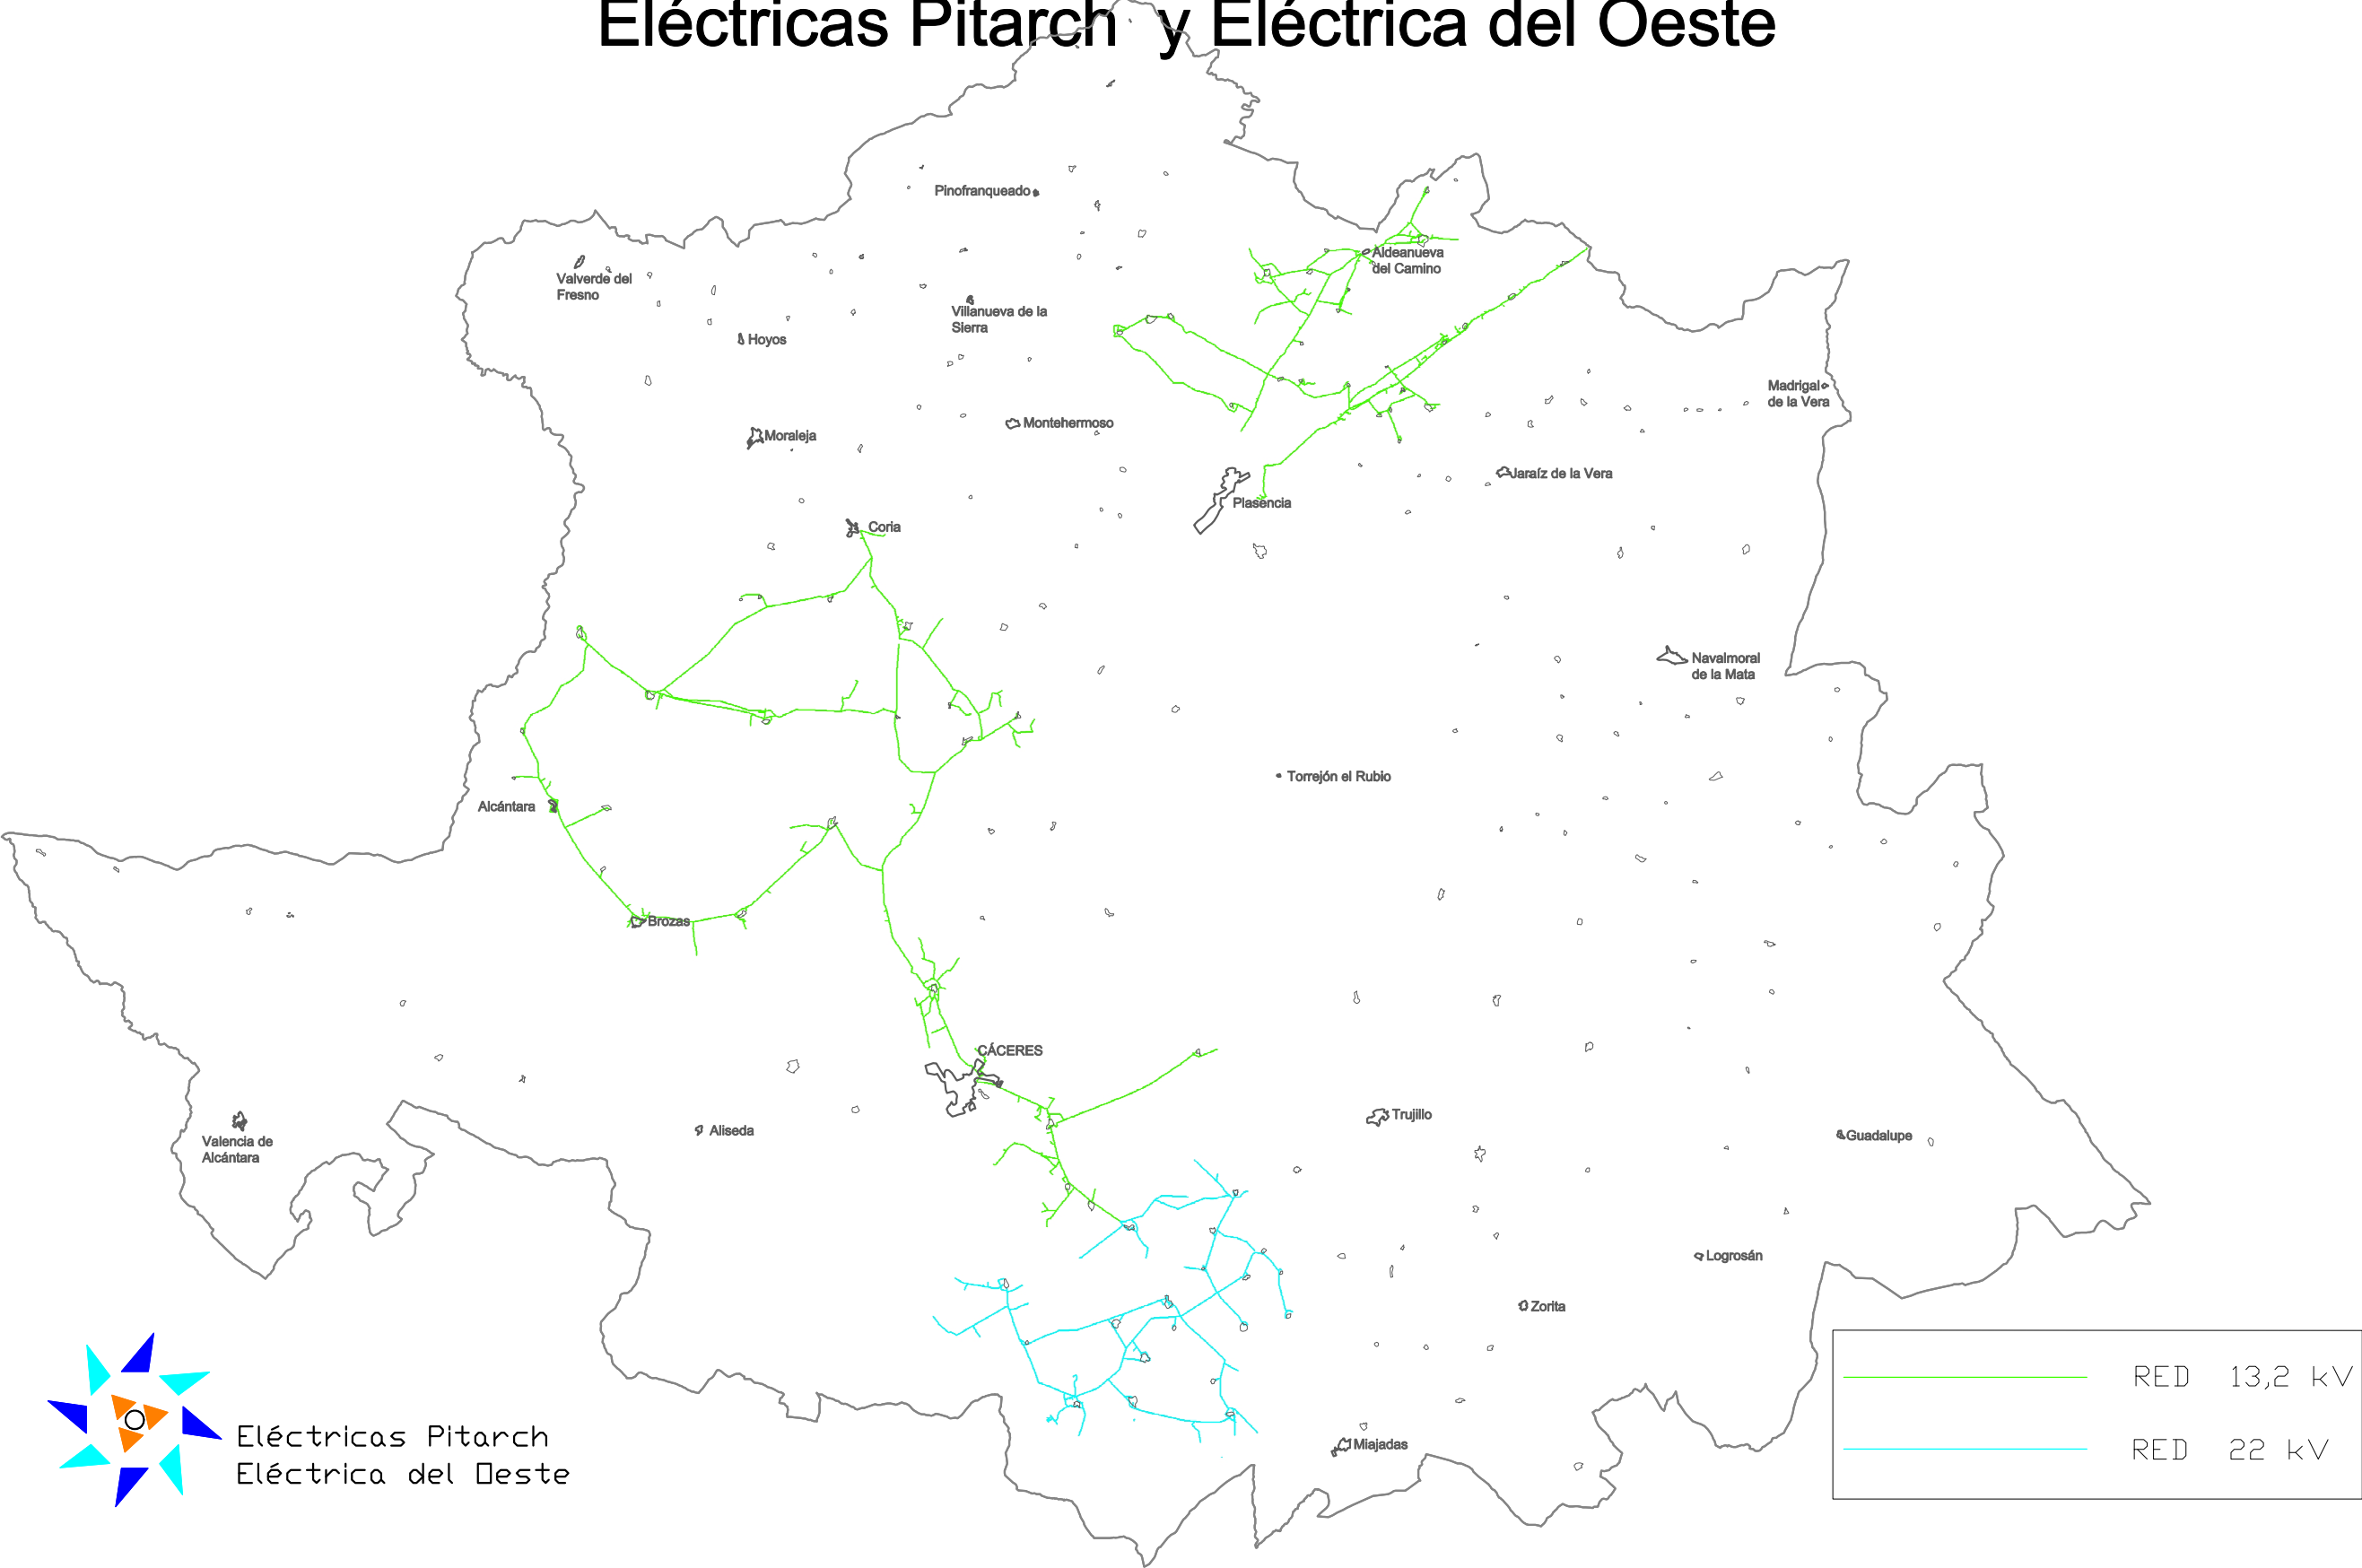 Eléctricas Pitarch y Eléctrica del Oeste
Pinofranqueado
Aldeanueva
del Camino
Valverde del
Fresno
Villanueva de la
Sierra
Hoyos
Madrigal
de la Vera
Montehermoso
Moraleja
Jaraíz de la Vera
Plasencia
Coria
Navalmoral
de la Mata
Torrejón el Rubio
Alcántara
Brozas
CÁCERES
Trujillo
Aliseda
Guadalupe
Valencia de
Alcántara
Logrosán
Zorita
Miajadas
RED 13,2 kV
RED 22 kV
Eléctricas Pitarch
Eléctrica del Oeste